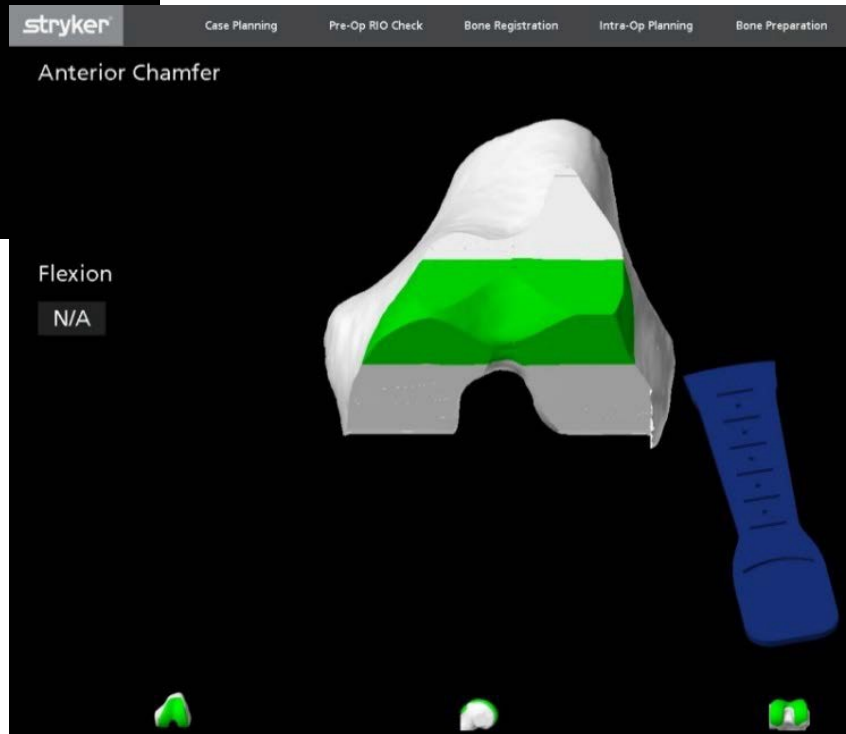 stryker
Case Planning
Pre-Op RIO Check
Bone Registration
Intra-Op Planning
Bone Preparation
Anterior Chamfer
Flexion
N/A